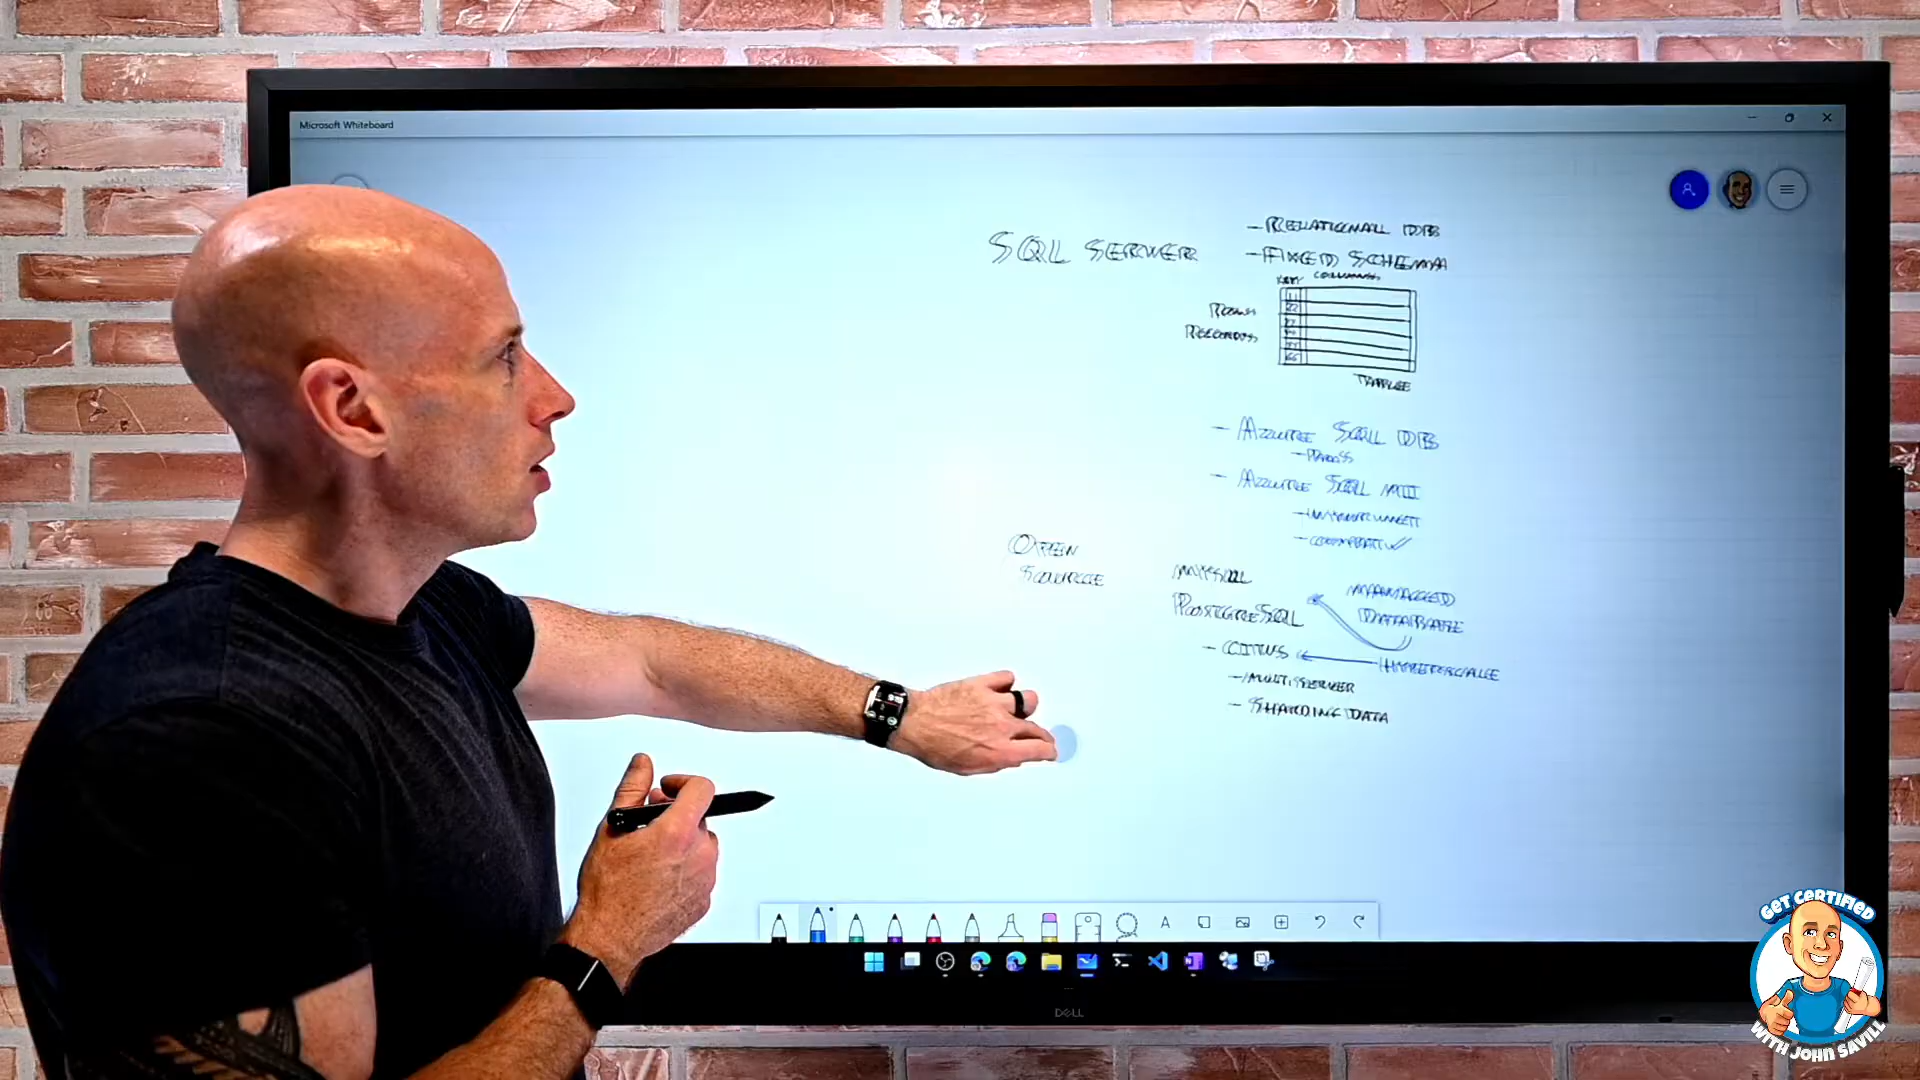 Microsoft Whiteboard
SQL SERVER
- RELATIONAL DB
- FIXED SCHEMA
KEY COLUMNS
ROWS
RECORDS
TABLE
- AZURE SQL DB
- PAAS
- AZURE SQL MI
- COMPAT
OPEN
SOURCE
MYSQL
POSTGRESQL
MANAGED
DATABASE
- CITUS
HYPERSCALE
- MULTI SERVER
- SHARDING DATA
A
DELL
GET CERTIFIED
WITH JOHN SAVILL